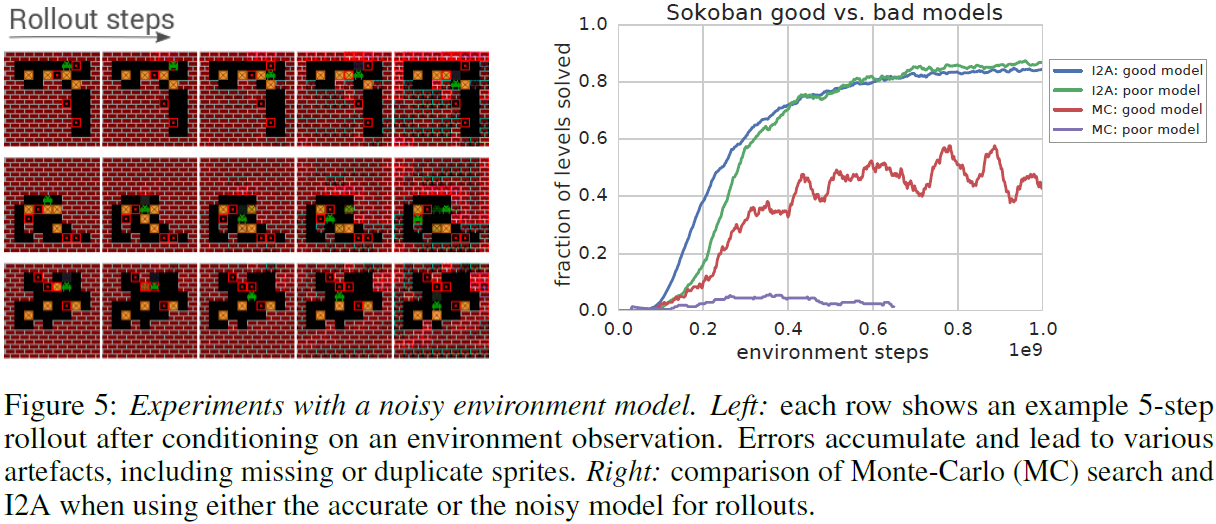 Rollout steps
Sokoban good vs. bad models
fraction of levels solved
1.0
0.8
0.6
0.4
0.2
0.0
0.0 0.2 0.4 0.6 0.8 1.0
1e9
environment steps
I2A: good model
I2A: poor model
MC: good model
MC: poor model
Figure 5: Experiments with a noisy environment model. Left: each row shows an example 5-step
rollout after conditioning on an environment observation. Errors accumulate and lead to various
artefacts, including missing or duplicate sprites. Right: comparison of Monte-Carlo (MC) search and
I2A when using either the accurate or the noisy model for rollouts.